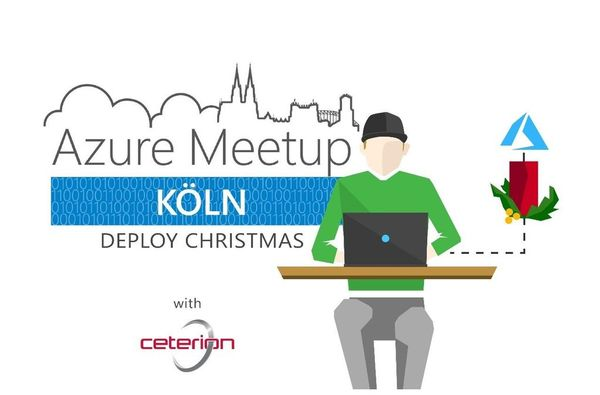 Azure Meetup
KÖLN
DEPLOY CHRISTMAS
with
ceterion